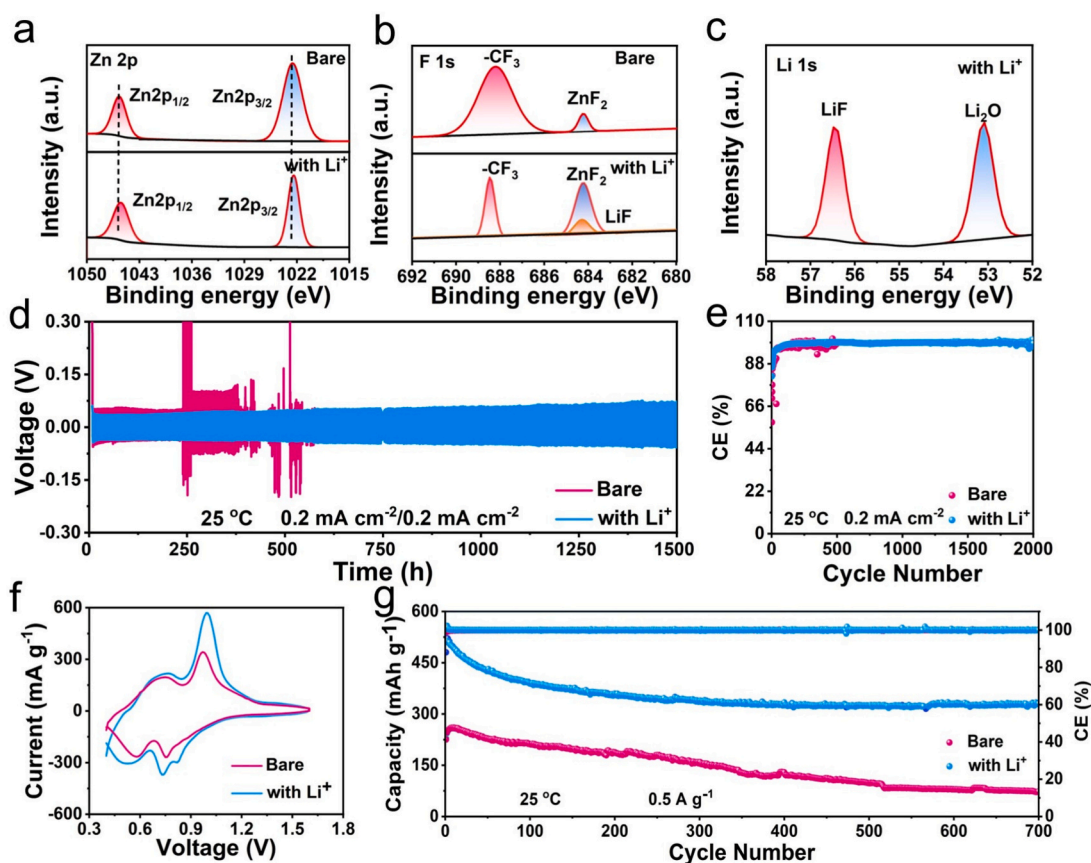 a
Zn 2p
Bare
Zn2p1/2
Zn2p3/2
with Li+
Zn2p1/2
Zn2p3/2
Intensity (a.u.)
1050 1043 1036 1029 1022 1015
Binding energy (eV)
b
F 1s
-CF3
Bare
ZnF2
-CF3
with Li+
ZnF2
LiF
Intensity (a.u.)
692 690 688 686 684 682 680
Binding energy (eV)
c
Li 1s
with Li+
LiF
Li2O
Intensity (a.u.)
58 57 56 55 54 53 52
Binding energy (eV)
d
0.30
0.15
0.00
-0.15
-0.30
Voltage (V)
Bare
with Li+
25 °C 0.2 mA cm-2/0.2 mA cm-2
0 250 500 750 1000 1250 1500
Time (h)
e
110
88
66
44
22
0
CE (%)
Bare
with Li+
25 °C 0.2 mA cm-2
0 500 1000 1500 2000
Cycle Number
f
600
300
0
-300
-600
Current (mA g-1)
Bare
with Li+
0.3 0.6 0.9 1.2 1.5 1.8
Voltage (V)
g
600
450
300
150
0
Capacity (mAh g-1)
100
80
60
40
20
0
CE (%)
Bare
with Li+
25 °C 0.5 A g-1
0 100 200 300 400 500 600 700
Cycle Number